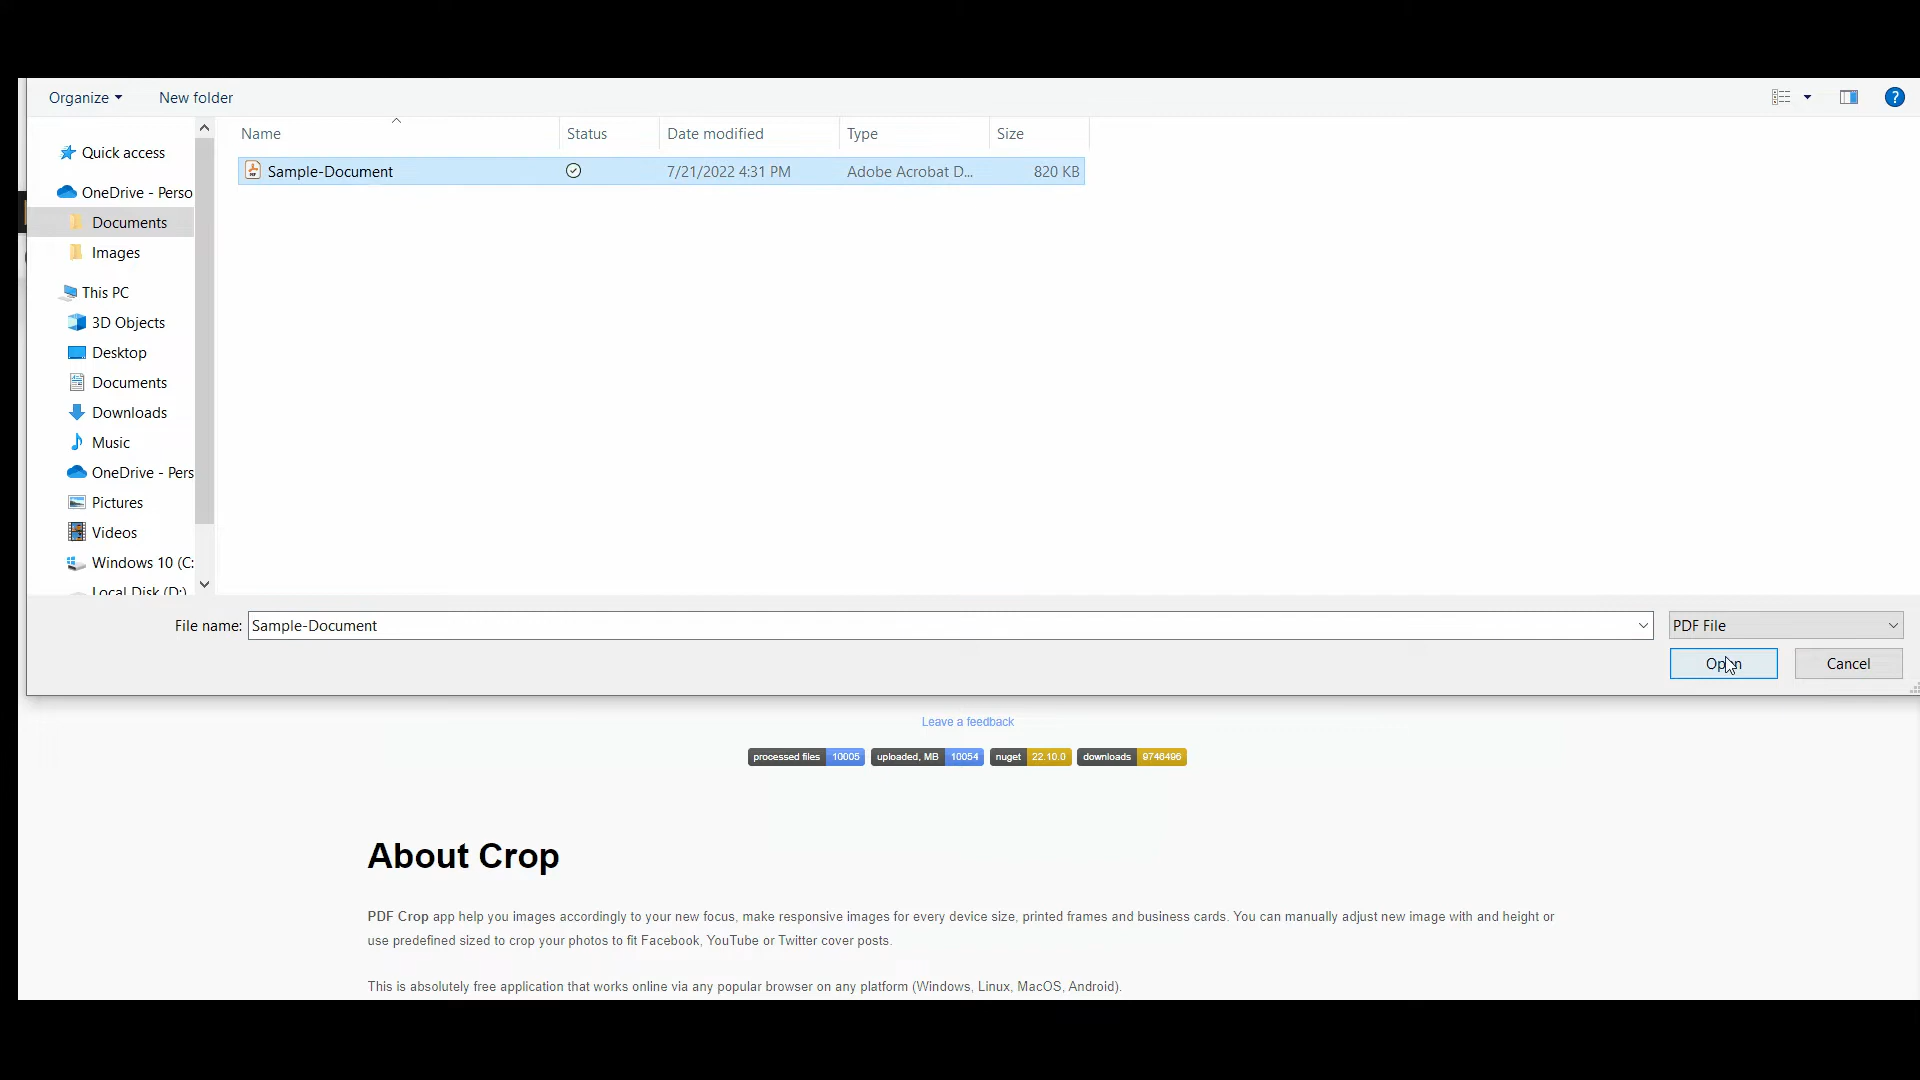 Organize New folder
Name Status Date modified Type Size
Sample-Document 7/21/2022 4:31 PM Adobe Acrobat D... 820 KB
Quick access
OneDrive - Perso
Documents
Images
This PC
3D Objects
Desktop
Documents
Downloads
Music
OneDrive - Pers
Pictures
Videos
Windows 10 (C:
Local Disk (D:)
File name: Sample-Document PDF File
Open Cancel
Leave a feedback
processed files 10005 uploaded, MB 10054 nuget 22.10.0 downloads 9746496
About Crop
PDF Crop app help you images accordingly to your new focus, make responsive images for every device size, printed frames and business cards. You can manually adjust new image with and height or
use predefined sized to crop your photos to fit Facebook, YouTube or Twitter cover posts.
This is absolutely free application that works online via any popular browser on any platform (Windows, Linux, MacOS, Android).